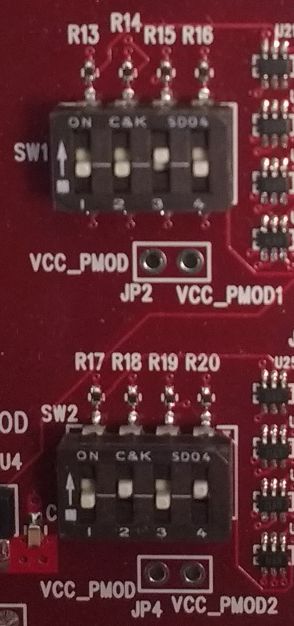 R13 R14 R15 R16
U25
ON C&K SD04
SW1
1 2 3 4
VCC_PMOD
JP2 VCC_PMOD1
R17 R18 R19 R20
SW2
OD
ON C&K SD04
U4
C
1 2 3 4
VCC_PMOD
JP4 VCC_PMOD2